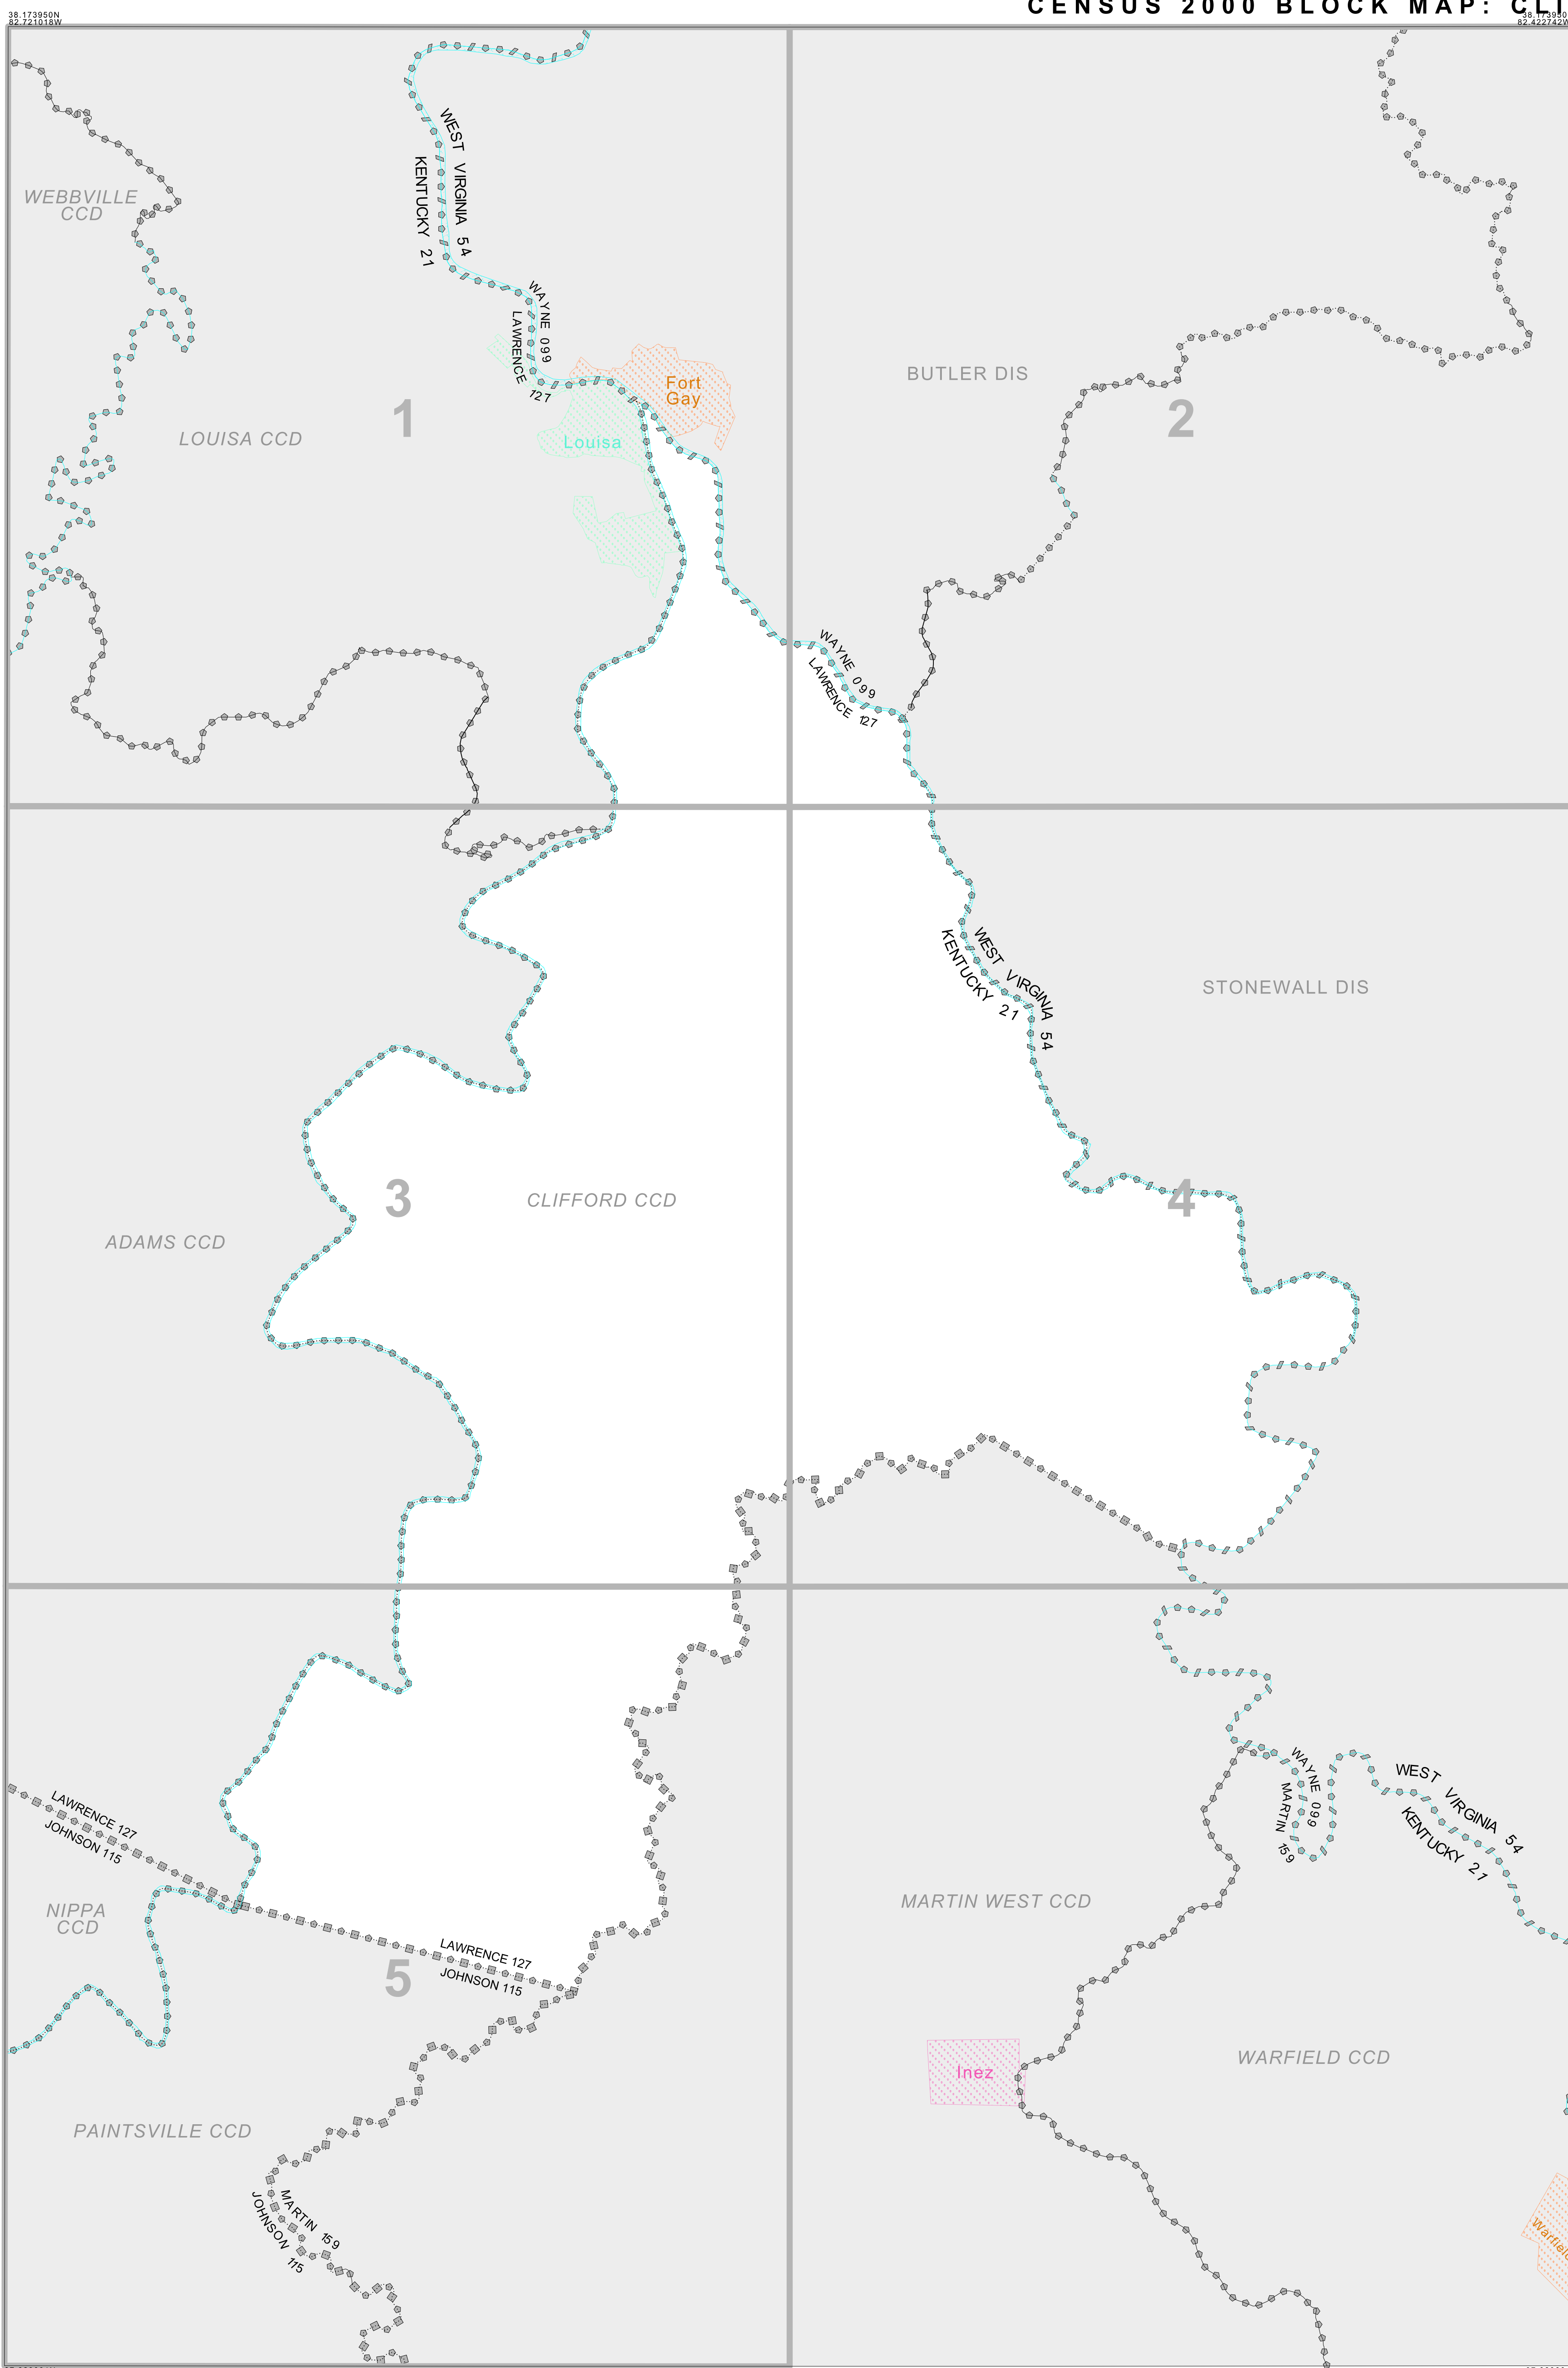 CENSUS 2000 BLOCK MAP: CLI
38.173950N
82.721018W
38.173950
82.422742W
WEBBVILLE
CCD
WEST VIRGINIA 54
KENTUCKY 21
WAYNE 099
LAWRENCE 127
Fort
Gay
BUTLER DIS
1
2
LOUISA CCD
Louisa
WAYNE 099
LAWRENCE 127
WEST VIRGINIA 54
KENTUCKY 21
STONEWALL DIS
3
CLIFFORD CCD
4
ADAMS CCD
WAYNE 099
MARTIN 159
WEST VIRGINIA 54
KENTUCKY 21
LAWRENCE 127
JOHNSON 115
NIPPA
CCD
MARTIN WEST CCD
LAWRENCE 127
JOHNSON 115
5
Inez
WARFIELD CCD
PAINTSVILLE CCD
MARTIN 159
JOHNSON 115